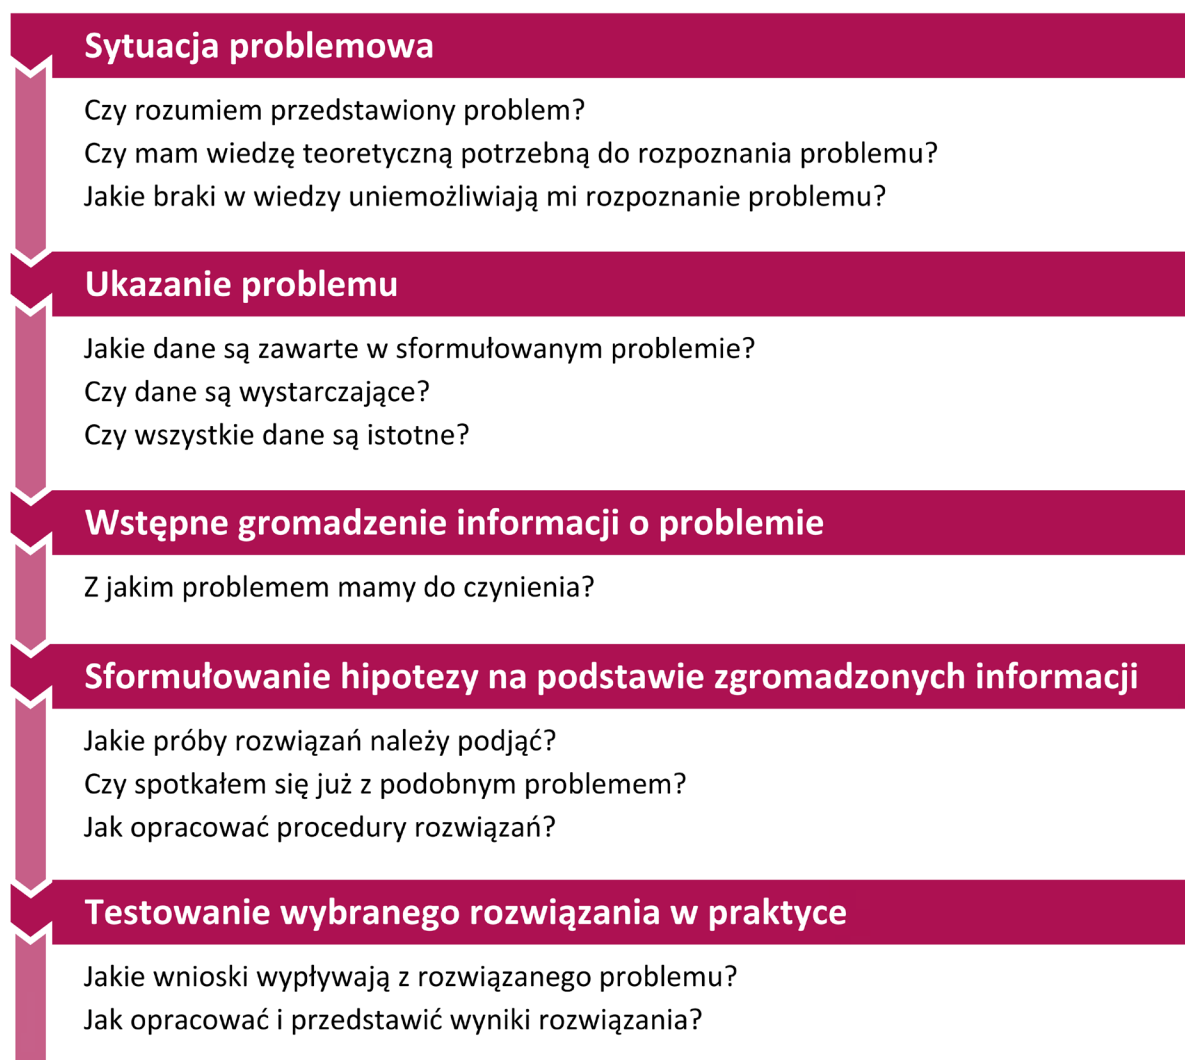 Sytuacja problemowa
Czy rozumiem przedstawiony problem?
Czy mam wiedzę teoretyczną potrzebną do rozpoznania problemu?
Jakie braki w wiedzy uniemożliwiają mi rozpoznanie problemu?
Ukazanie problemu
Jakie dane są zawarte w sformułowanym problemie?
Czy dane są wystarczające?
Czy wszystkie dane są istotne?
Wstępne gromadzenie informacji o problemie
Z jakim problemem mamy do czynienia?
Sformułowanie hipotezy na podstawie zgromadzonych informacji
Jakie próby rozwiązań należy podjąć?
Czy spotkałem się już z podobnym problemem?
Jak opracować procedury rozwiązań?
Testowanie wybranego rozwiązania w praktyce
Jakie wnioski wypływają z rozwiązanego problemu?
Jak opracować i przedstawić wyniki rozwiązania?